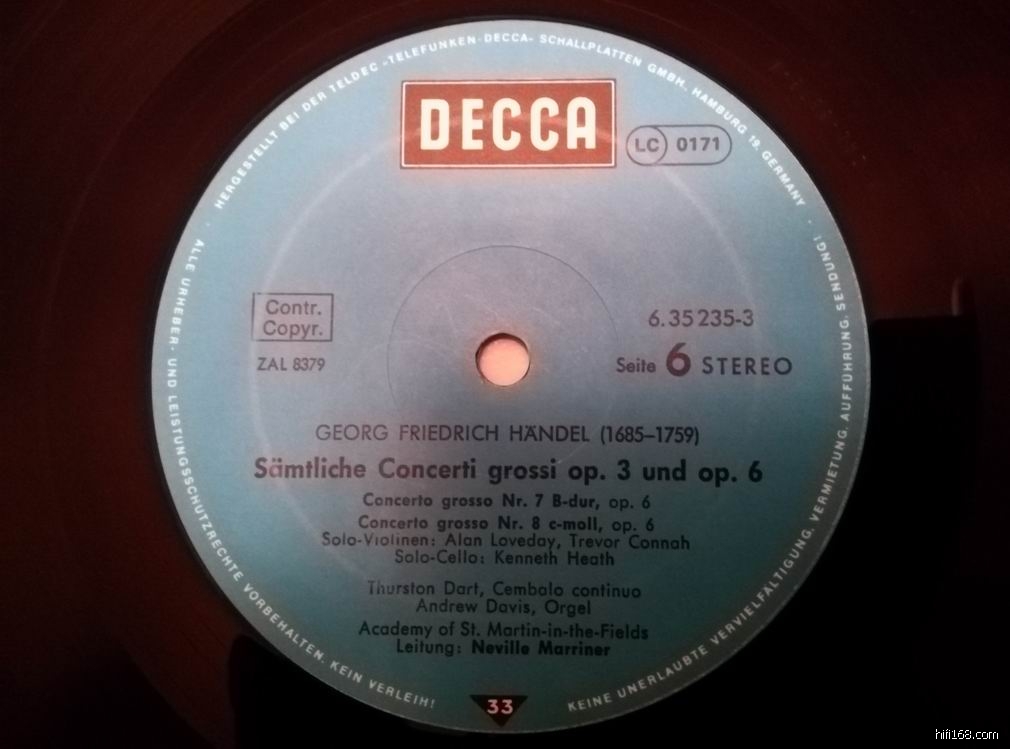 HERGESTELLT BEI DER TELDEC »TELEFUNKEN-DECCA« SCHALLPLATTEN GMBH, HAMBURG 19, GERMANY ·
DECCA
LC 0171
Contr.
Copyr.
6.35 235-3
ZAL 8379
Seite 6 STEREO
GEORG FRIEDRICH HÄNDEL (1685–1759)
Sämtliche Concerti grossi op. 3 und op. 6
Concerto grosso Nr. 7 B-dur, op. 6
Concerto grosso Nr. 8 c-moll, op. 6
Solo-Violinen: Alan Loveday, Trevor Connah
Solo-Cello: Kenneth Heath
Thurston Dart, Cembalo continuo
Andrew Davis, Orgel
Academy of St. Martin-in-the-Fields
Leitung: Neville Marriner
33
ALLE URHEBER- UND LEISTUNGSSCHUTZRECHTE VORBEHALTEN. KEIN VERLEIH!
KEINE UNERLAUBTE VERVIELFÄLTIGUNG, VERMIETUNG, AUFFÜHRUNG, SENDUNG!
hifi168.com